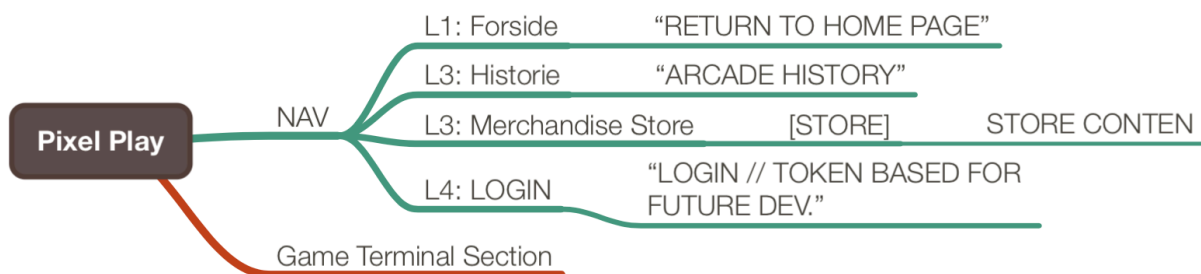 L1: Forside “RETURN TO HOME PAGE”
L3: Historie “ARCADE HISTORY”
NAV
Pixel Play
L3: Merchandise Store [STORE] STORE CONTEN
L4: LOGIN “LOGIN // TOKEN BASED FOR
FUTURE DEV.”
Game Terminal Section